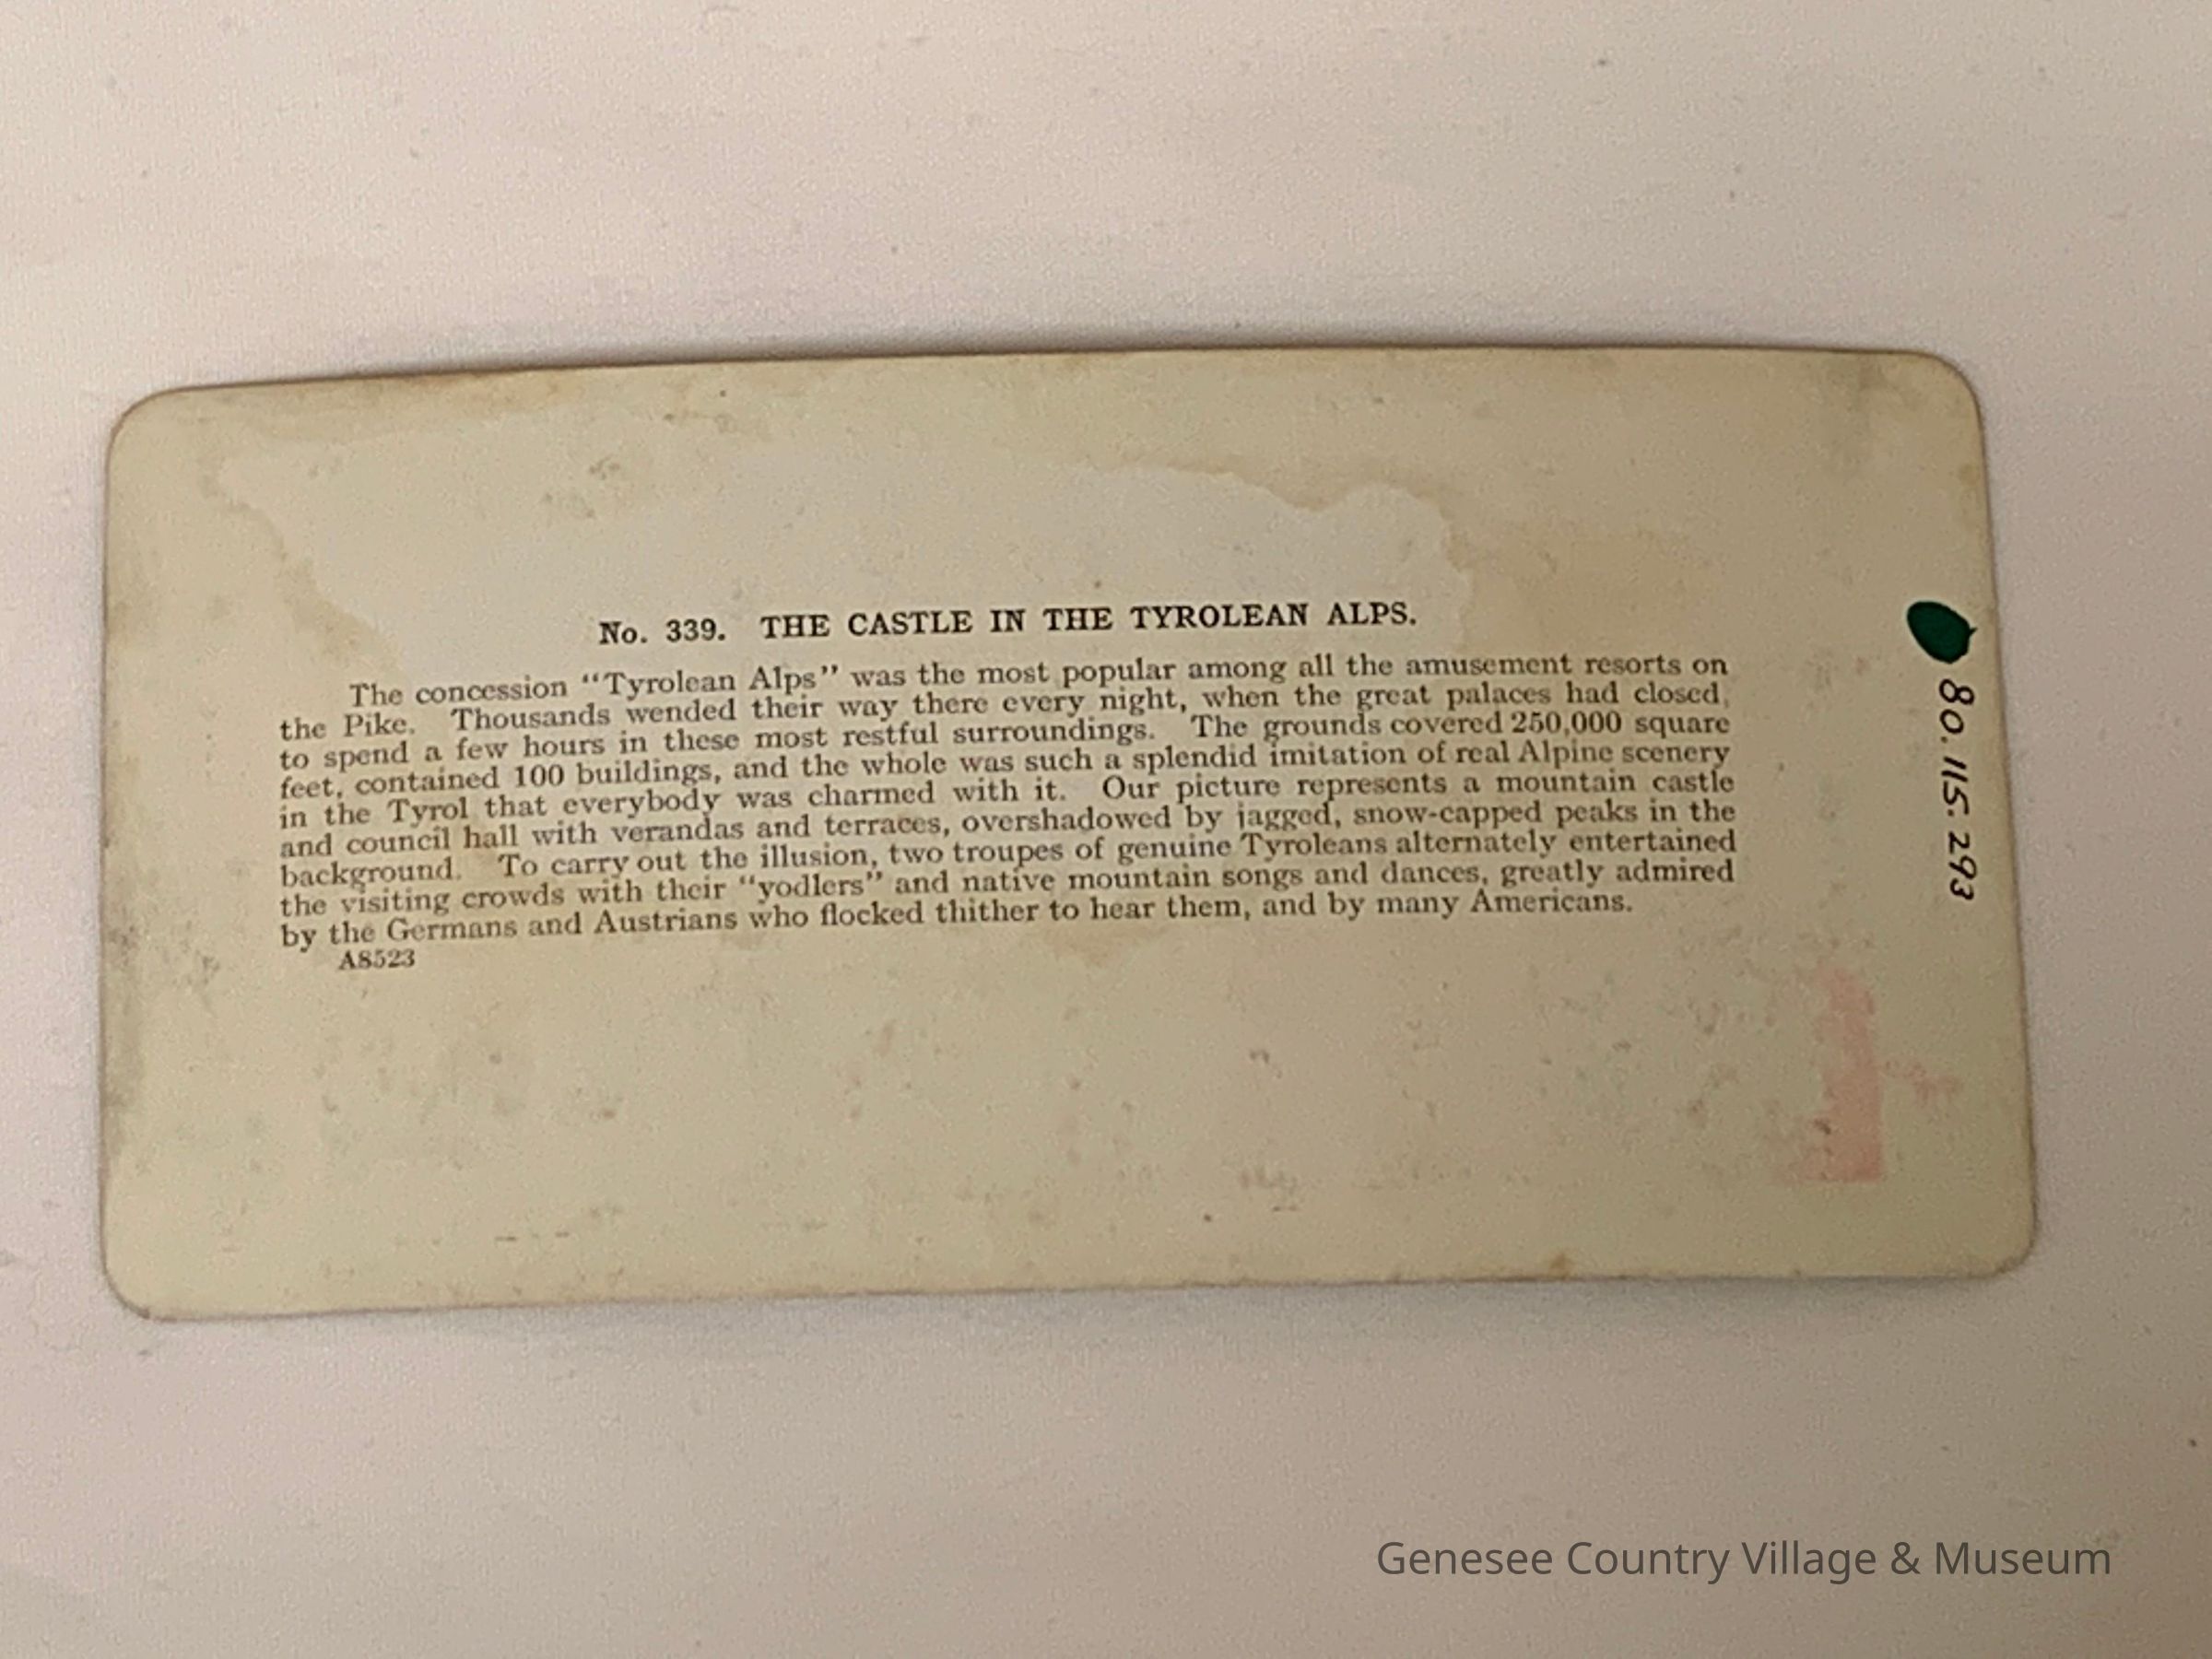 No. 339. THE CASTLE IN THE TYROLEAN ALPS.
The concession "Tyrolean Alps" was the most popular among all the amusement resorts on
the Pike. Thousands wended their way there every night, when the great palaces had closed,
to spend a few hours in these most restful surroundings. The grounds covered 250,000 square
feet, contained 100 buildings, and the whole was such a splendid imitation of real Alpine scenery
in the Tyrol that everybody was charmed with it. Our picture represents a mountain castle
and council hall with verandas and terraces, overshadowed by jagged, snow-capped peaks in the
background. To carry out the illusion, two troupes of genuine Tyroleans alternately entertained
the visiting crowds with their "yodlers" and native mountain songs and dances, greatly admired
by the Germans and Austrians who flocked thither to hear them, and by many Americans.
A8523
80.115.293
Genesee Country Village & Museum